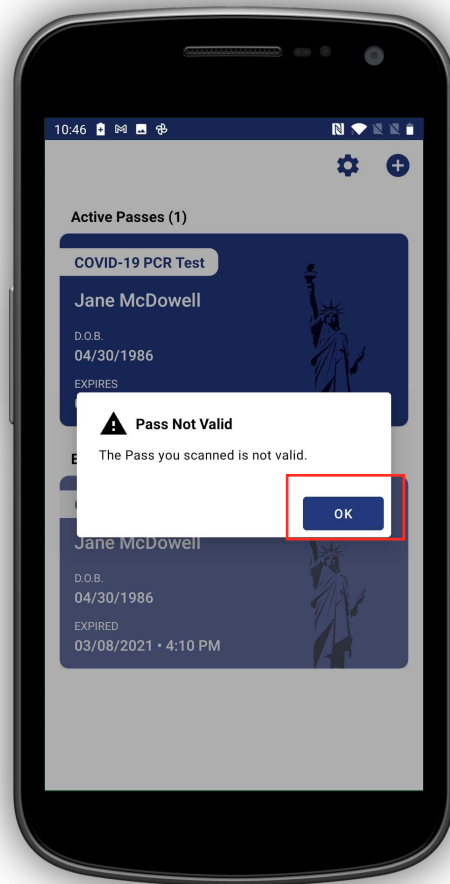 10:46
Active Passes (1)
COVID-19 PCR Test
Jane McDowell
D.O.B.
04/30/1986
EXPIRES
Pass Not Valid
The Pass you scanned is not valid.
OK
Jane McDowell
D.O.B.
04/30/1986
EXPIRED
03/08/2021 • 4:10 PM